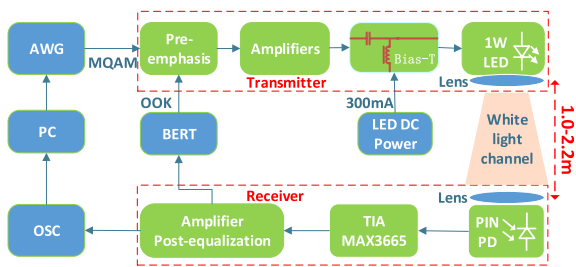 AWG
MQAM
Pre-
emphasis
Amplifiers
Bias-T
1W
LED
Transmitter
Lens
OOK
300mA
PC
BERT
LED DC
Power
White
light
channel
1.0-2.2m
Receiver
Lens
OSC
Amplifier
Post-equalization
TIA
MAX3665
PIN
PD